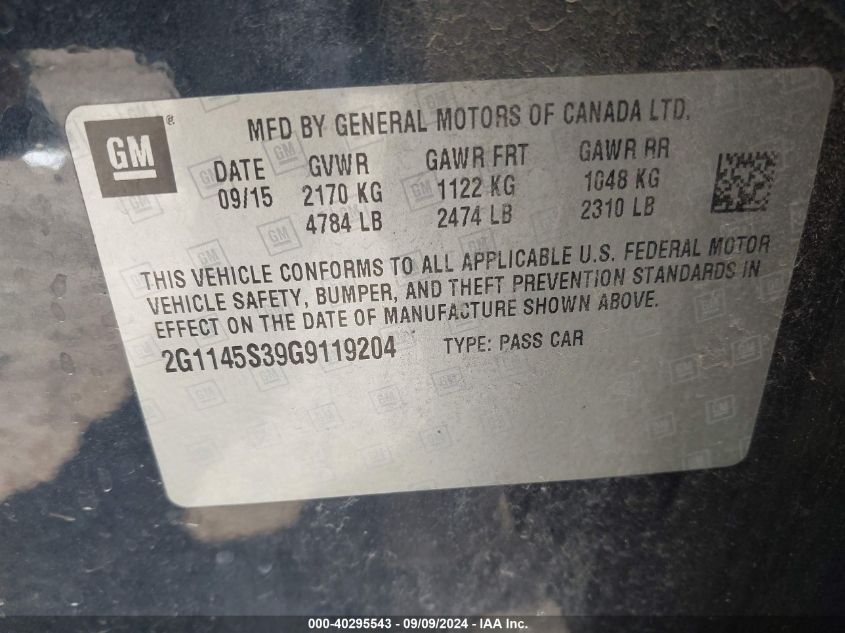 GM®
MFD BY GENERAL MOTORS OF CANADA LTD.
DATE GVWR GAWR FRT GAWR RR
09/15 2170 KG 1122 KG 1048 KG
4784 LB 2474 LB 2310 LB
THIS VEHICLE CONFORMS TO ALL APPLICABLE U.S. FEDERAL MOTOR
VEHICLE SAFETY, BUMPER, AND THEFT PREVENTION STANDARDS IN
EFFECT ON THE DATE OF MANUFACTURE SHOWN ABOVE.
2G1145S39G9119204 TYPE: PASS CAR
000-40295543 - 09/09/2024 - IAA Inc.